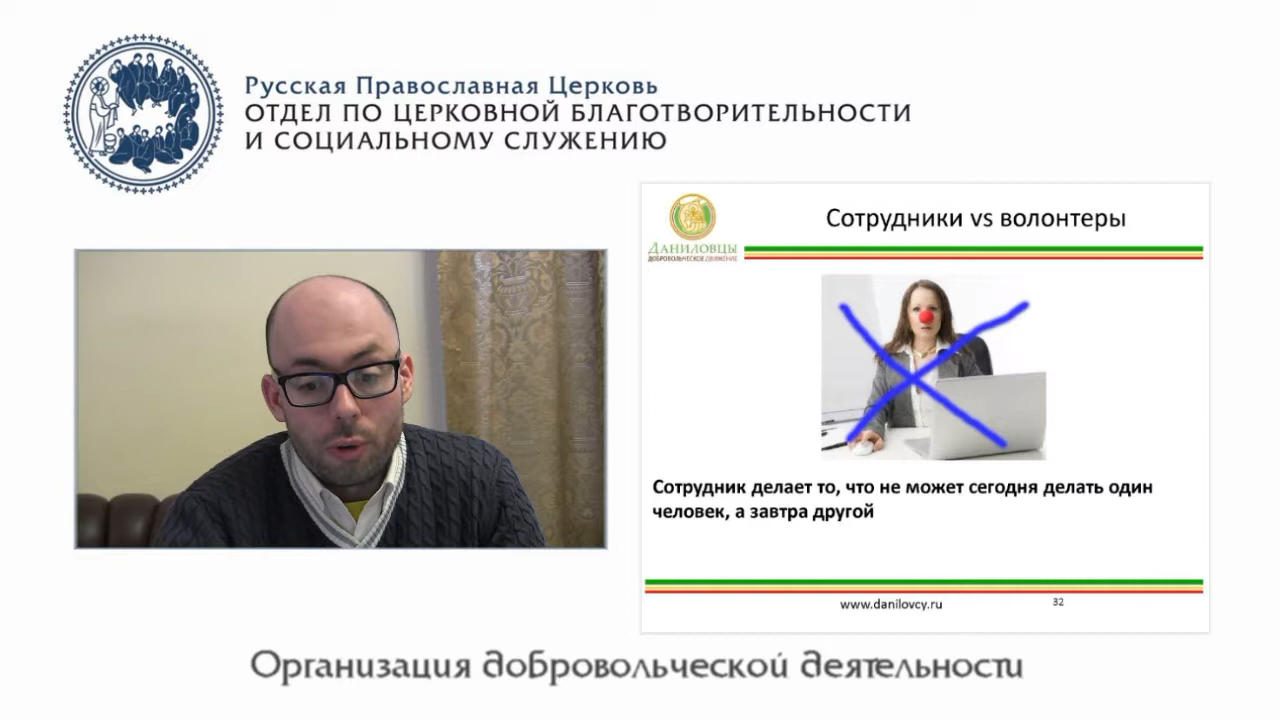 Русская Православная Церковь
ОТДЕЛ ПО ЦЕРКОВНОЙ БЛАГОТВОРИТЕЛЬНОСТИ
И СОЦИАЛЬНОМУ СЛУЖЕНИЮ
Сотрудники vs волонтеры
ДАНИЛОВЦЫ
ДОБРОВОЛЬЧЕСКОЕ ДВИЖЕНИЕ
Сотрудник делает то, что не может сегодня делать один
человек, а завтра другой
www.danilovcy.ru
32
Организация добровольческой деятельности